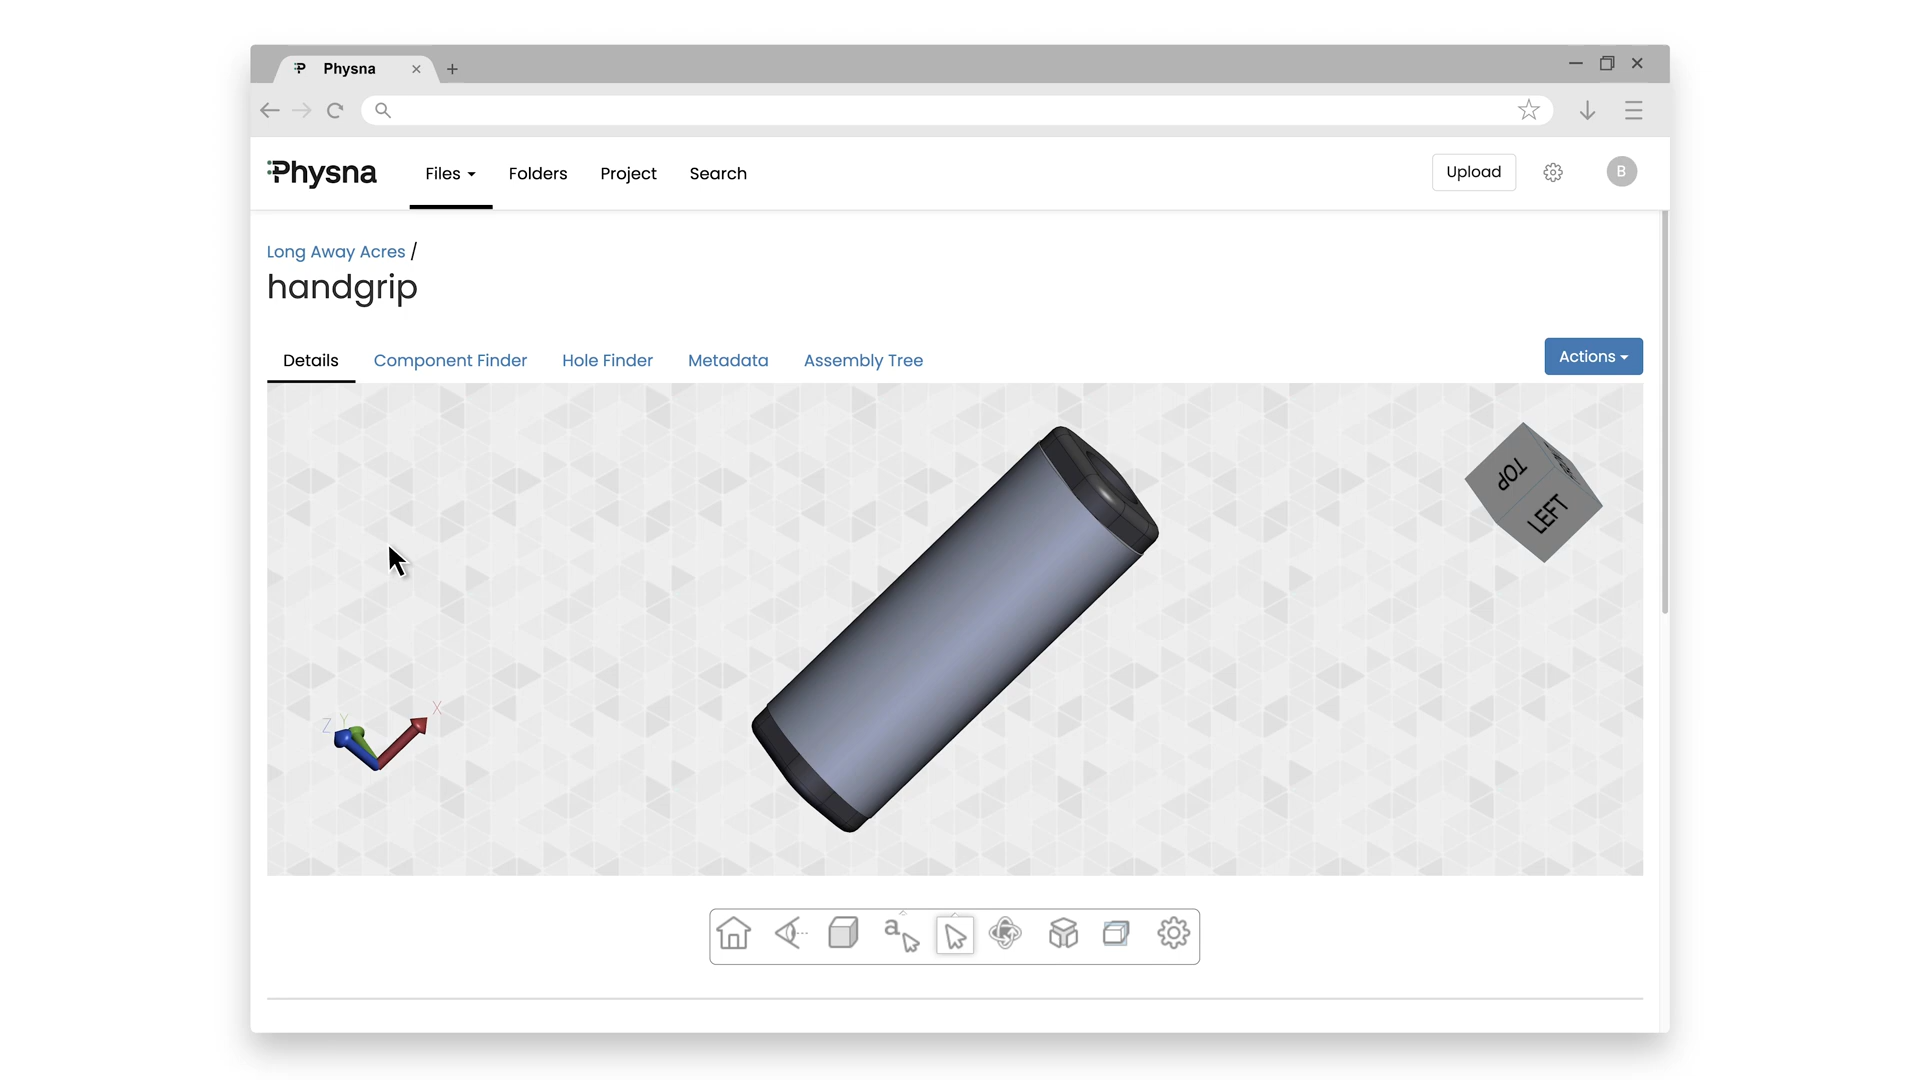 Physna
Physna
Files Folders Project Search Upload B
Long Away Acres /
handgrip
Details Component Finder Hole Finder Metadata Assembly Tree Actions
TOP
LEFT
Z Y X
a